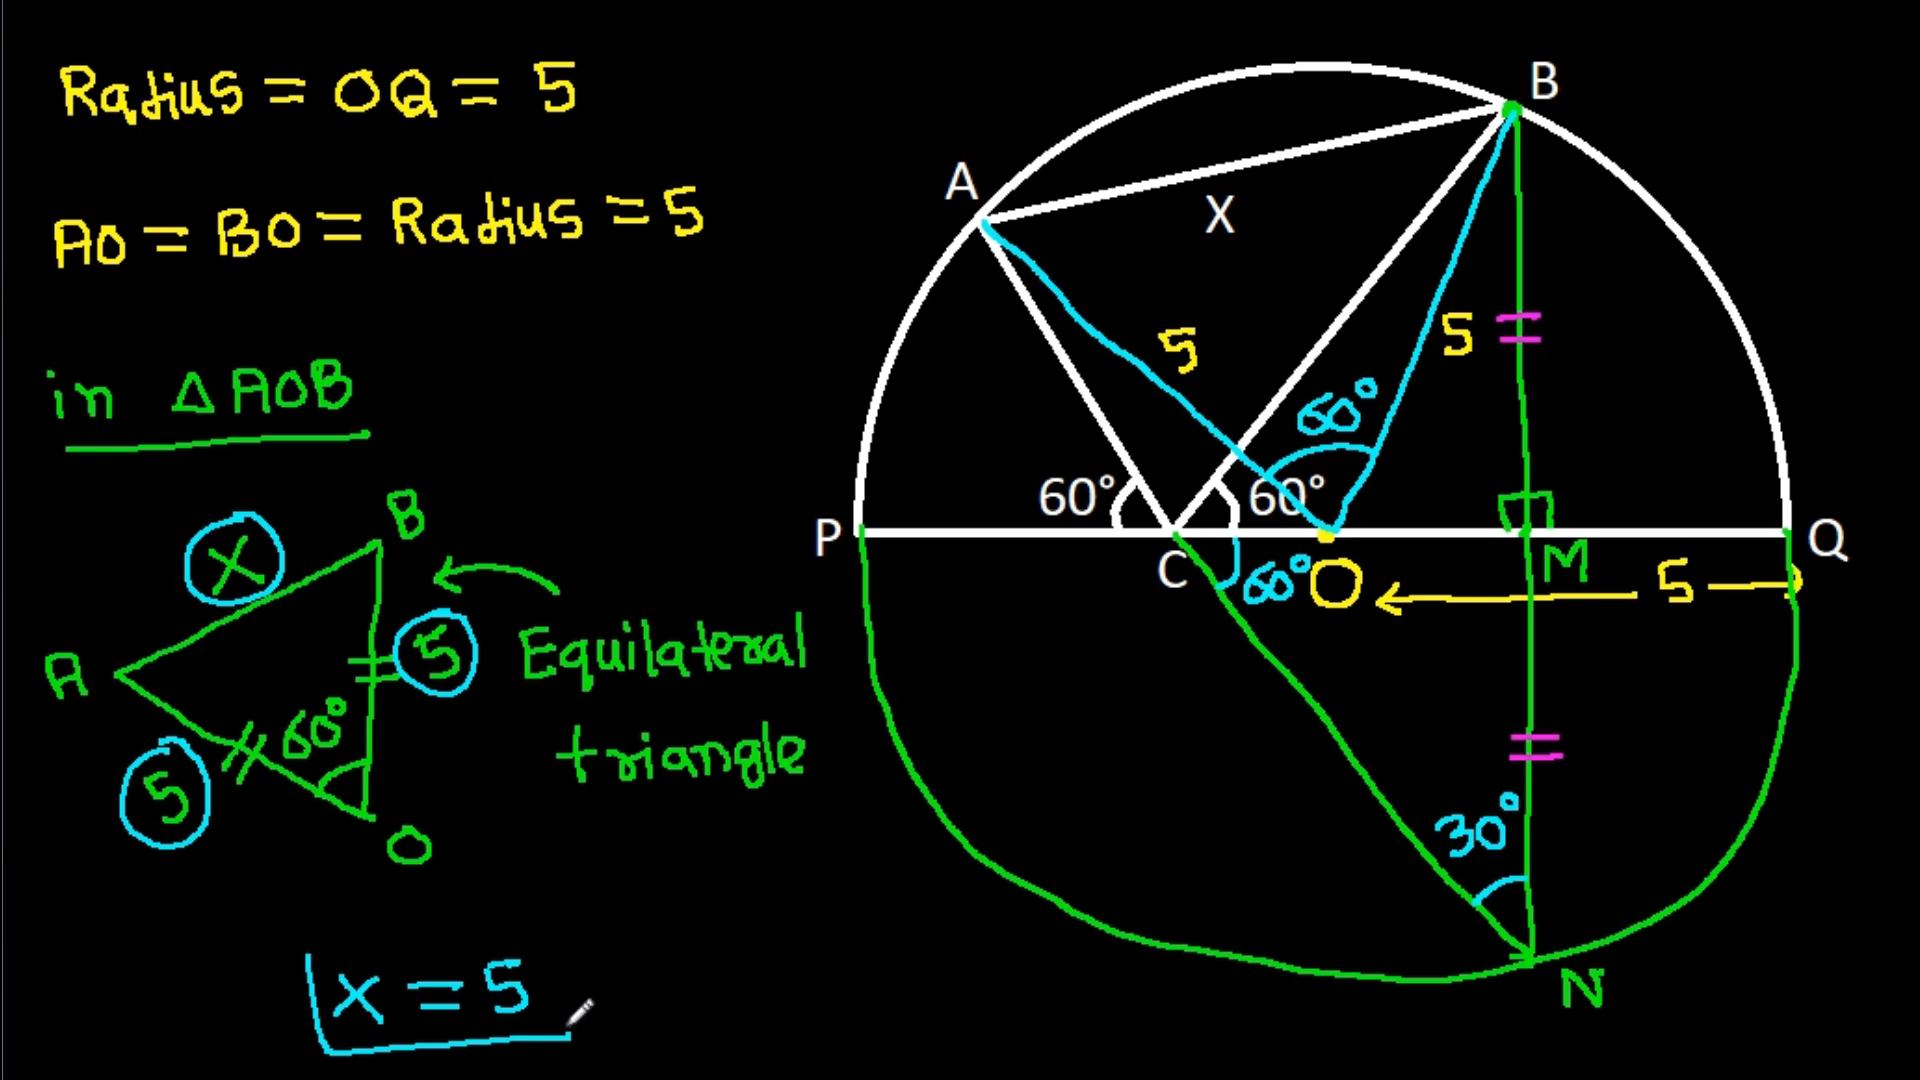 Radius = OQ = 5
AO = BO = Radius = 5
in △ AOB
X
B
A
5
60°
5
O
Equilateral
triangle
x = 5
A
B
X
5
5
60°
60°
60°
P
C
60°
O
M
Q
5
30°
N